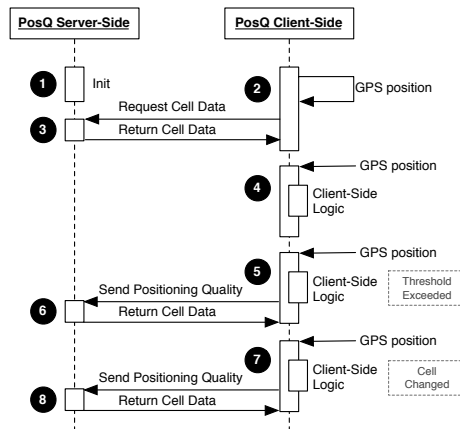 PosQ Server-Side
PosQ Client-Side
1
Init
2
GPS position
Request Cell Data
3
Return Cell Data
GPS position
4
Client-Side
Logic
GPS position
5
Client-Side
Logic
Threshold
Exceeded
Send Positioning Quality
6
Return Cell Data
GPS position
7
Client-Side
Logic
Cell
Changed
Send Positioning Quality
8
Return Cell Data